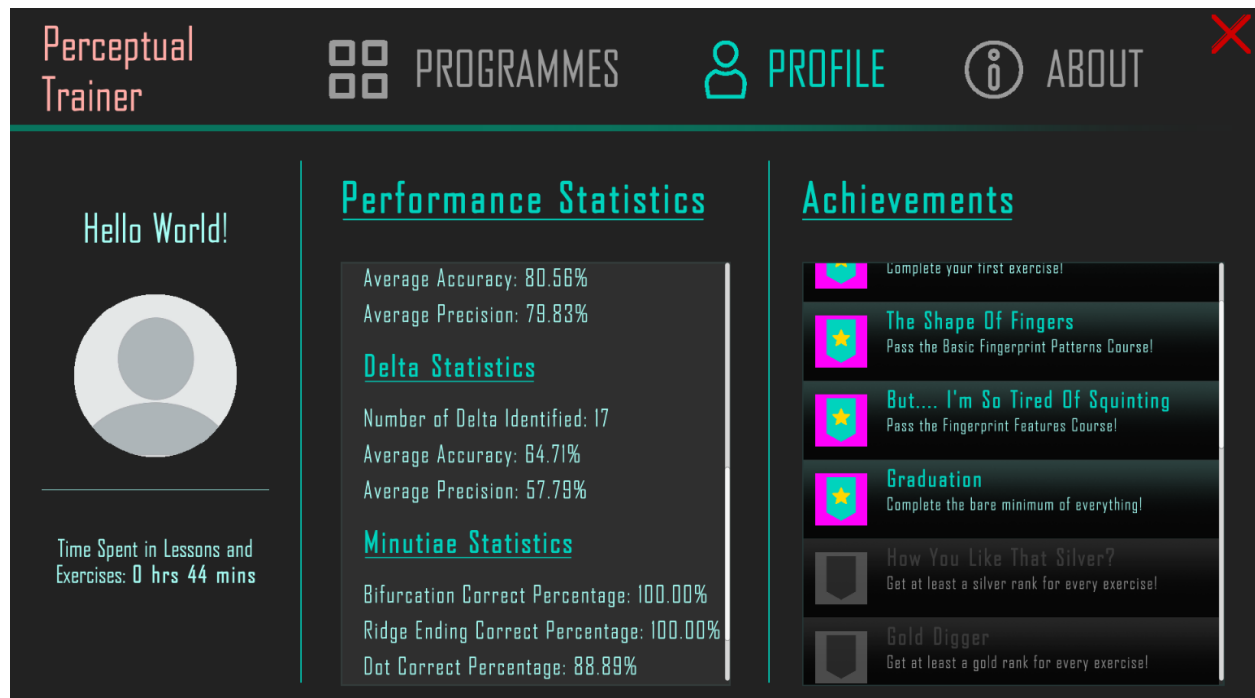 Perceptual
Trainer
PROGRAMMES
PROFILE
ABOUT
Hello World!
Time Spent in Lessons and
Exercises: 0 hrs 44 mins
Performance Statistics
Average Accuracy: 80.56%
Average Precision: 79.83%
Delta Statistics
Number of Delta Identified: 17
Average Accuracy: 64.71%
Average Precision: 57.79%
Minutiae Statistics
Bifurcation Correct Percentage: 100.00%
Ridge Ending Correct Percentage: 100.00%
Dot Correct Percentage: 88.89%
Achievements
Complete your first exercise!
The Shape Of Fingers
Pass the Basic Fingerprint Patterns Course!
But.... I'm So Tired Of Squinting
Pass the Fingerprint Features Course!
Graduation
Complete the bare minimum of everything!
How You Like That Silver?
Get at least a silver rank for every exercise!
Gold Digger
Get at least a gold rank for every exercise!